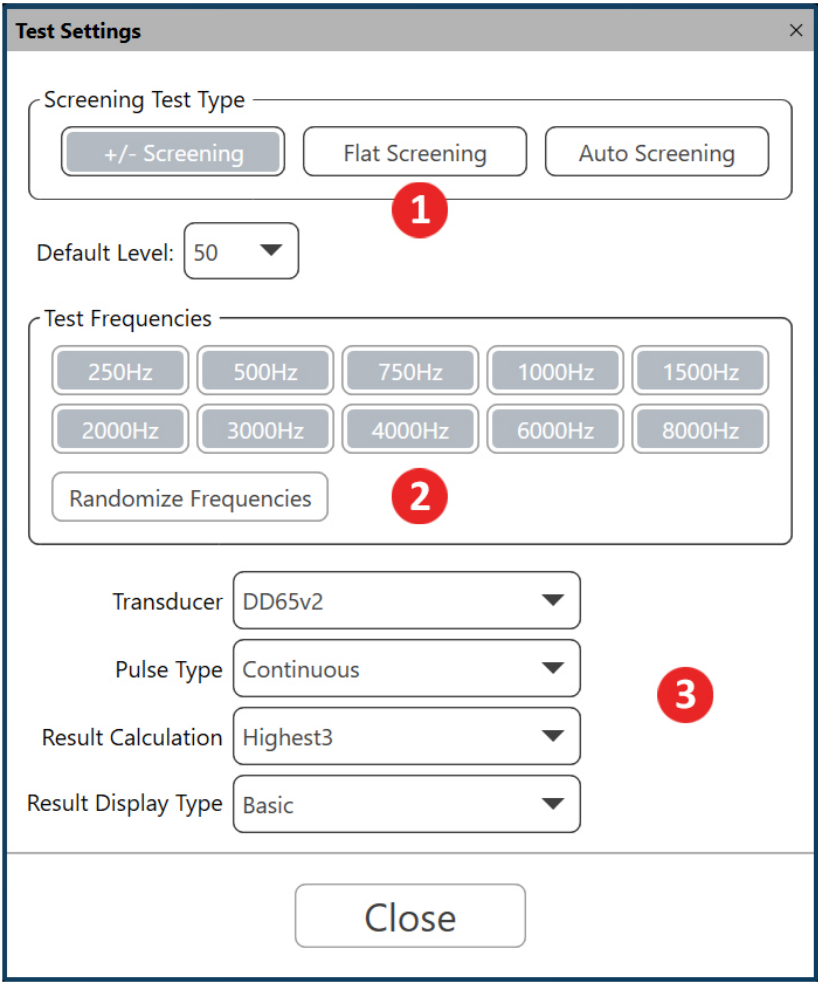 Test Settings ×
Screening Test Type
+/- Screening Flat Screening Auto Screening
1
Default Level: 50
Test Frequencies
250Hz 500Hz 750Hz 1000Hz 1500Hz
2000Hz 3000Hz 4000Hz 6000Hz 8000Hz
Randomize Frequencies 2
Transducer DD65v2
Pulse Type Continuous
3
Result Calculation Highest3
Result Display Type Basic
Close